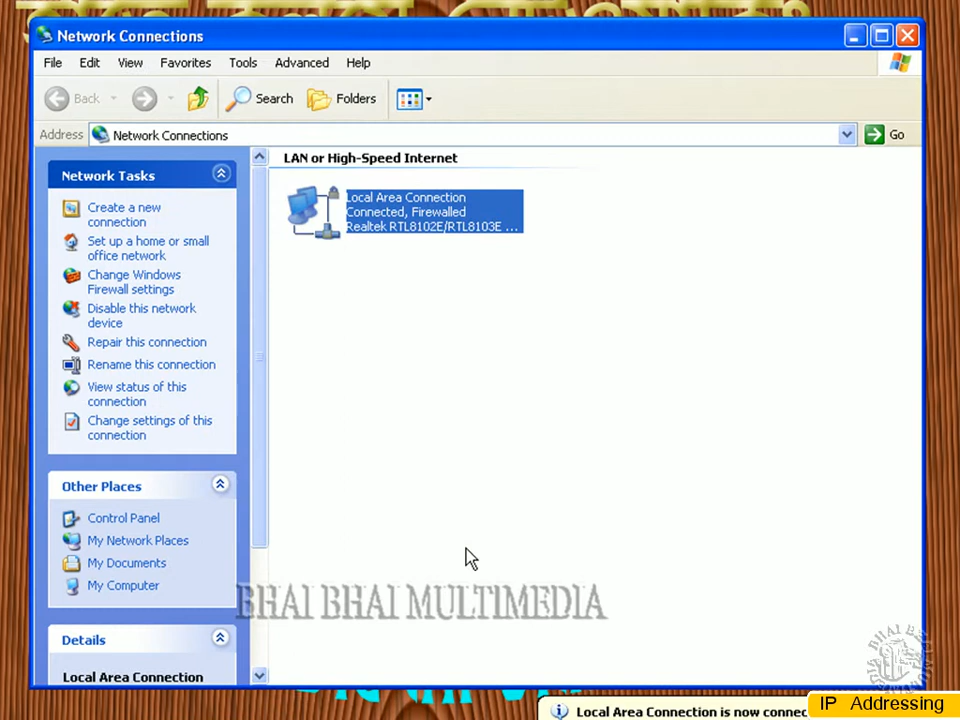 Network Connections
File Edit View Favorites Tools Advanced Help
Back Search Folders
Address Network Connections Go
LAN or High-Speed Internet
Local Area Connection
Connected, Firewalled
Realtek RTL8102E/RTL8103E ...
Network Tasks
Create a new
connection
Set up a home or small
office network
Change Windows
Firewall settings
Disable this network
device
Repair this connection
Rename this connection
View status of this
connection
Change settings of this
connection
Other Places
Control Panel
My Network Places
My Documents
My Computer
BHAI BHAI MULTIMEDIA
Details
Local Area Connection
Local Area Connection is now connec
IP Addressing